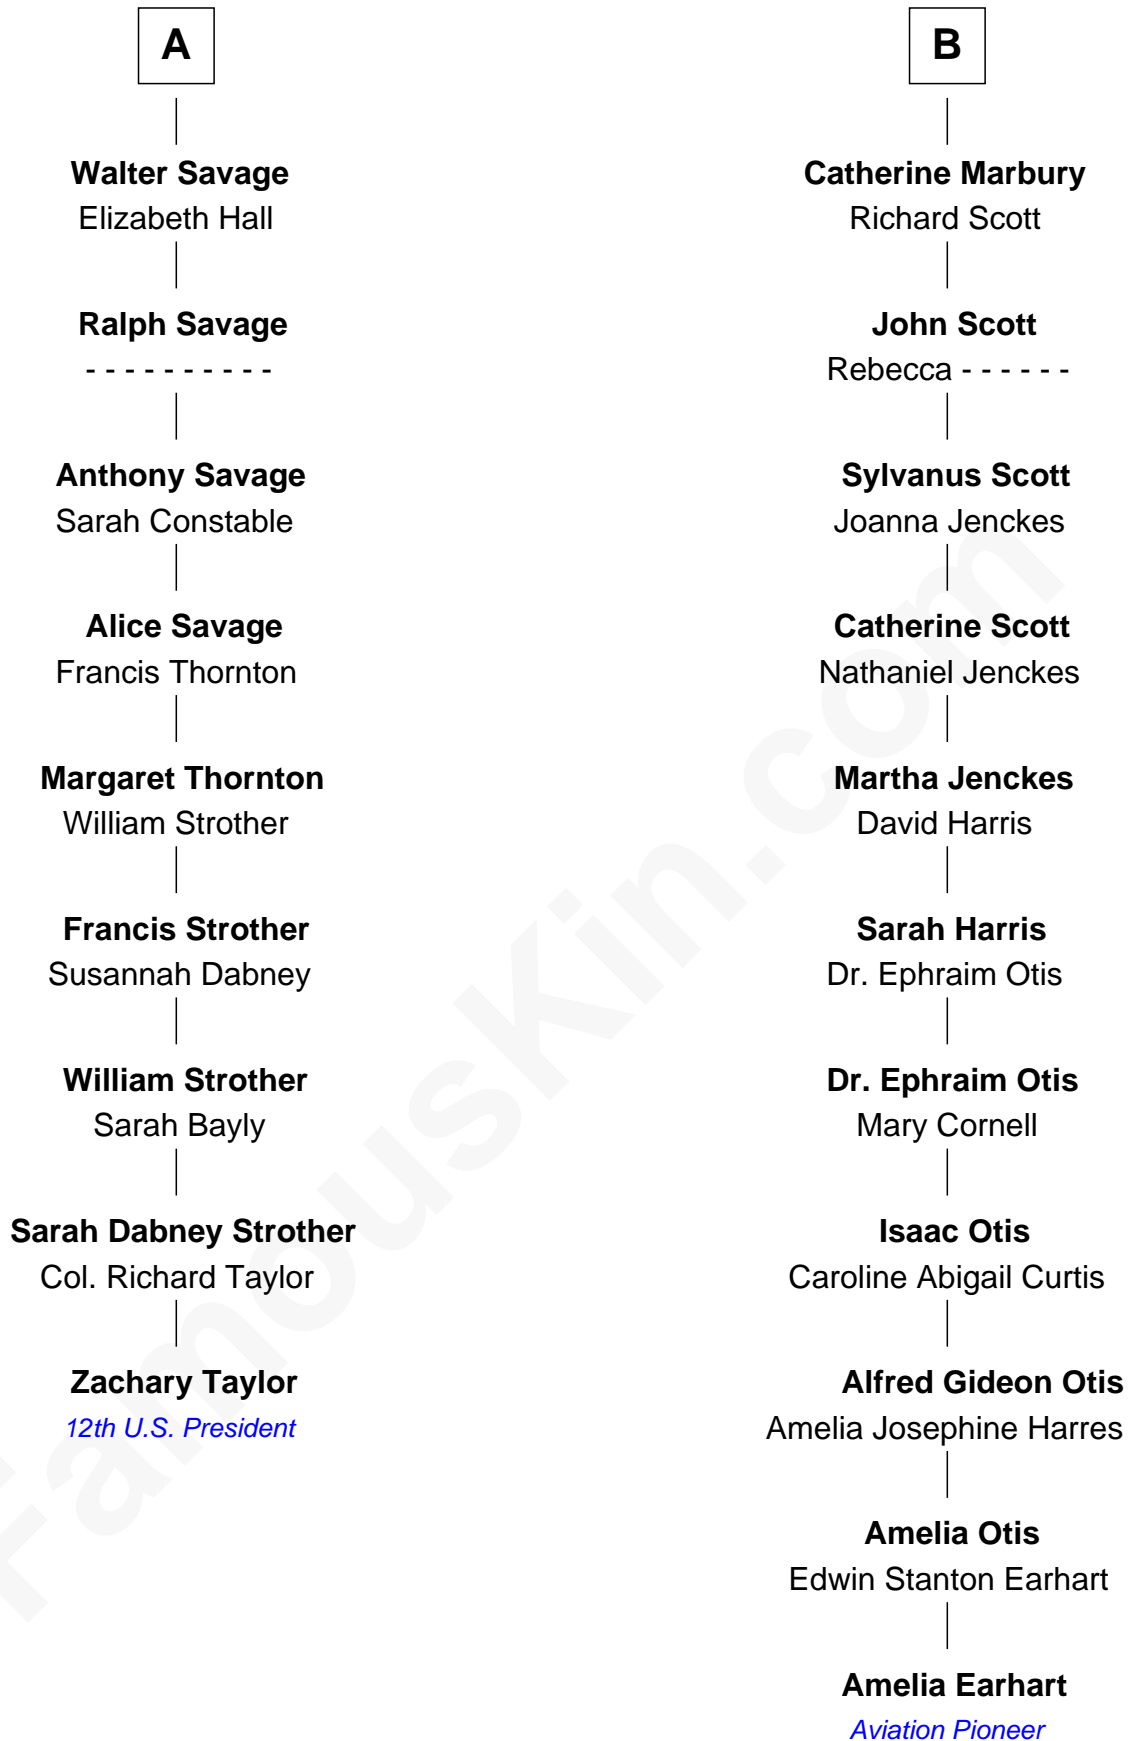 A
Walter Savage
Elizabeth Hall
Ralph Savage
- - - - - - - - - -
Anthony Savage
Sarah Constable
Alice Savage
Francis Thornton
Margaret Thornton
William Strother
Francis Strother
Susannah Dabney
William Strother
Sarah Bayly
Sarah Dabney Strother
Col. Richard Taylor
Zachary Taylor
12th U.S. President
B
Catherine Marbury
Richard Scott
John Scott
Rebecca - - - - - -
Sylvanus Scott
Joanna Jenckes
Catherine Scott
Nathaniel Jenckes
Martha Jenckes
David Harris
Sarah Harris
Dr. Ephraim Otis
Dr. Ephraim Otis
Mary Cornell
Isaac Otis
Caroline Abigail Curtis
Alfred Gideon Otis
Amelia Josephine Harres
Amelia Otis
Edwin Stanton Earhart
Amelia Earhart
Aviation Pioneer
FamousKin.com